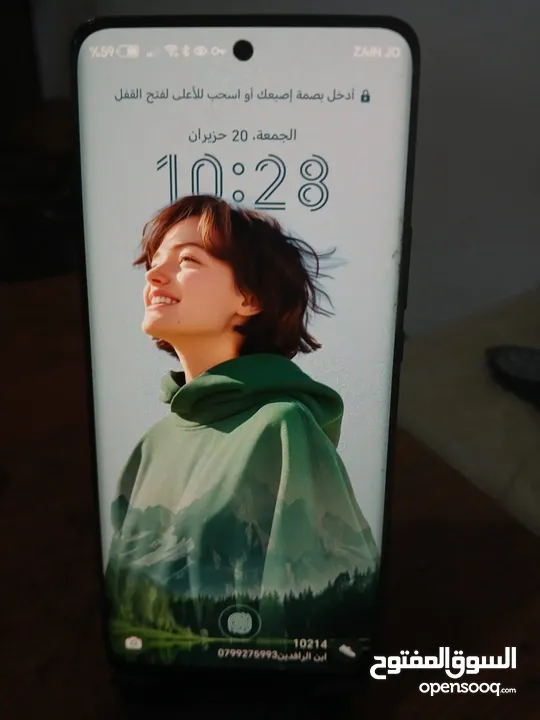 %59
ZAIN JO
أدخل بصمة إصبعك أو اسحب للأعلى لفتح القفل
الجمعة، 20 حزيران
10:28
10214
ابن الرافدين0799276993
السوق المفتوح
opensooq.com